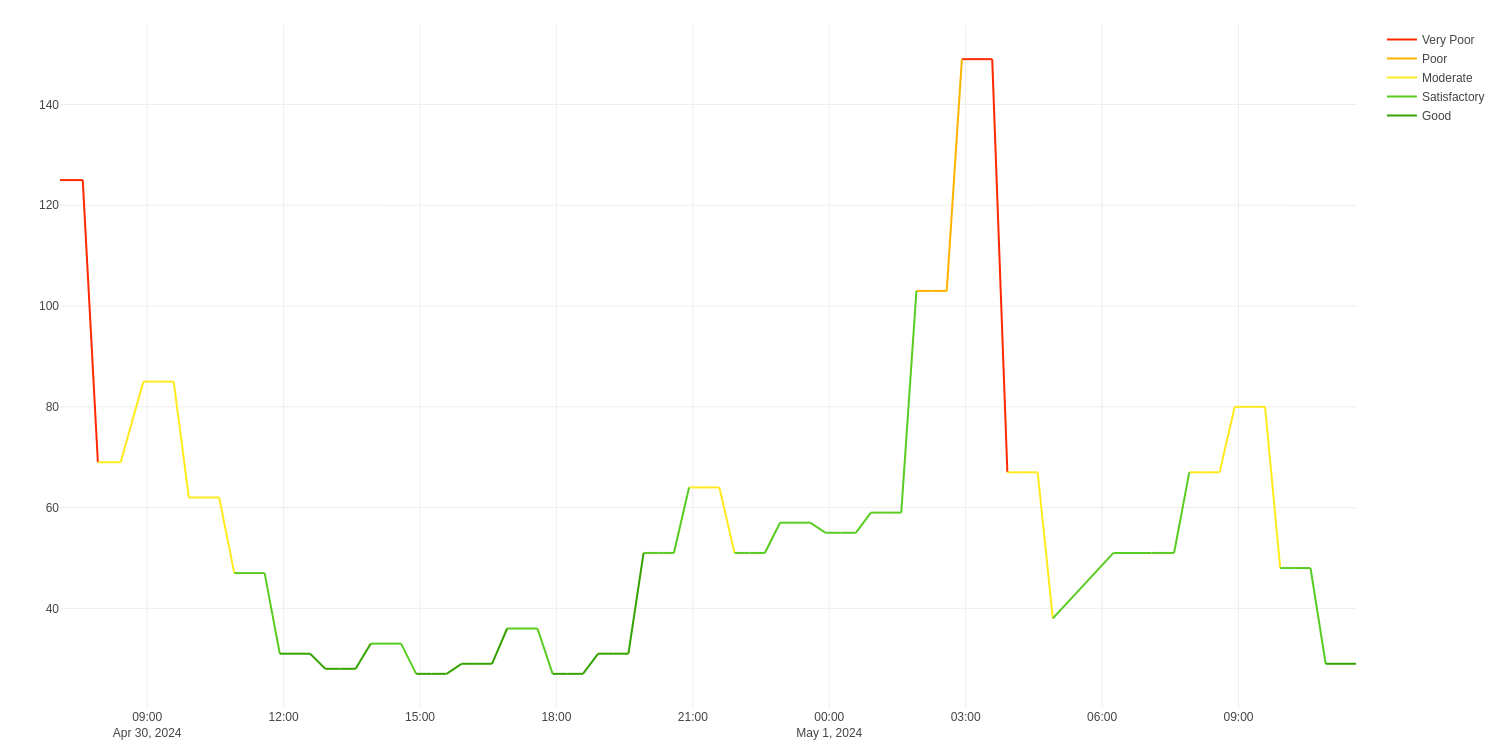 140
120
100
80
60
40
09:00
Apr 30, 2024
12:00
15:00
18:00
21:00
00:00
May 1, 2024
03:00
06:00
09:00
Very Poor
Poor
Moderate
Satisfactory
Good